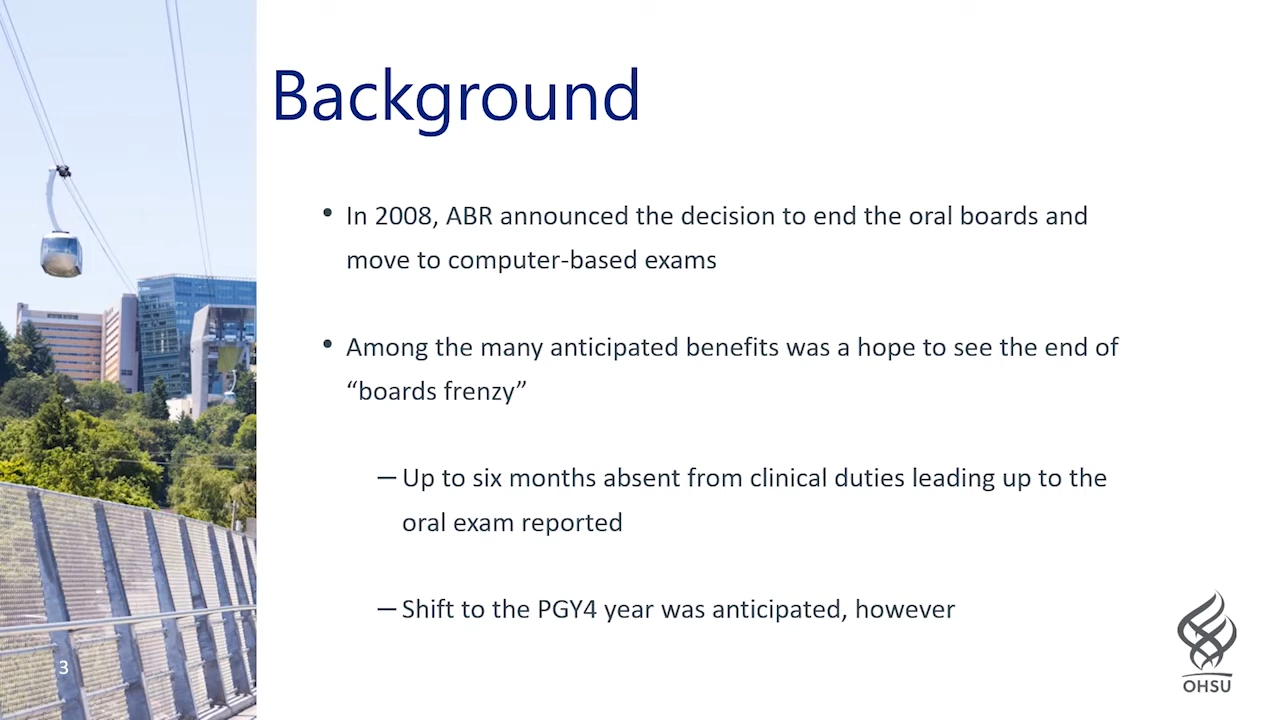 Background
• In 2008, ABR announced the decision to end the oral boards and
move to computer-based exams
• Among the many anticipated benefits was a hope to see the end of
“boards frenzy”
– Up to six months absent from clinical duties leading up to the
oral exam reported
– Shift to the PGY4 year was anticipated, however
3
OHSU